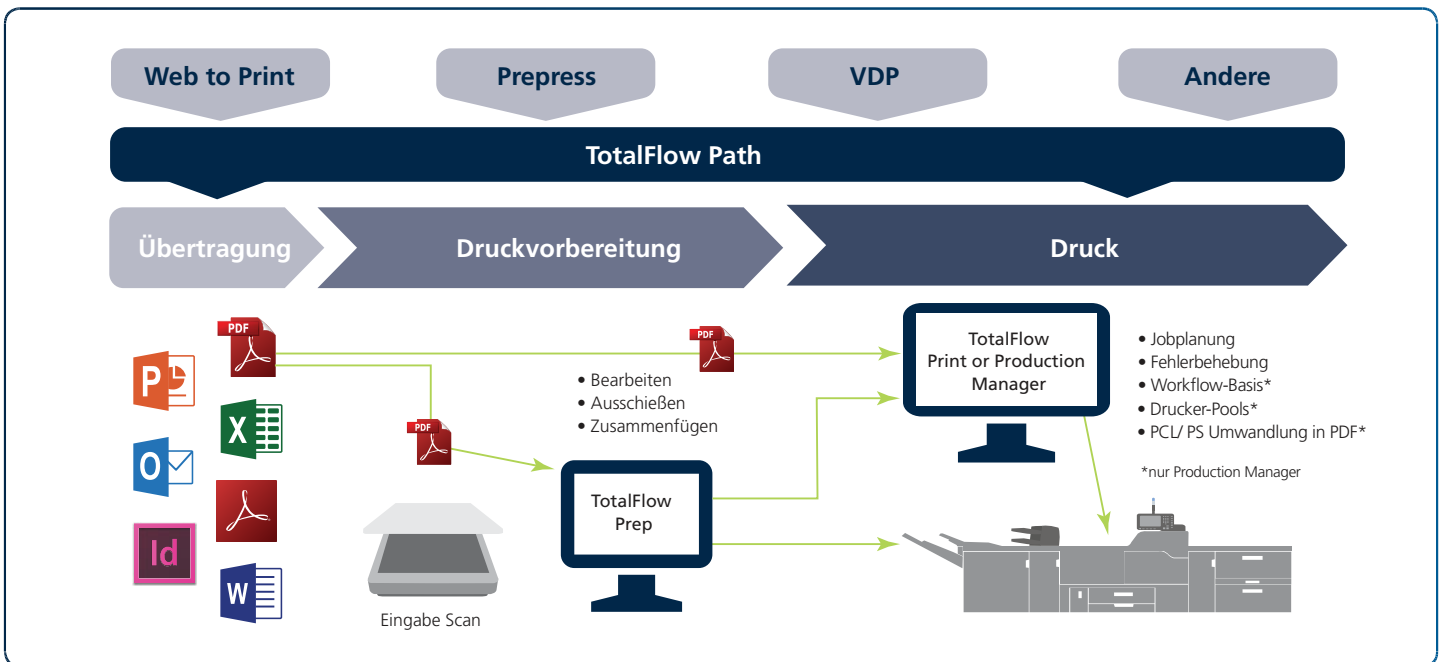 Web to Print
Prepress
VDP
Andere
TotalFlow Path
Übertragung
Druckvorbereitung
Druck
PDF
PDF
P
X
O
Id
W
PDF
• Bearbeiten
• Ausschießen
• Zusammenfügen
TotalFlow
Prep
Eingabe Scan
TotalFlow
Print or Production
Manager
• Jobplanung
• Fehlerbehebung
• Workflow-Basis*
• Drucker-Pools*
• PCL/ PS Umwandlung in PDF*
*nur Production Manager